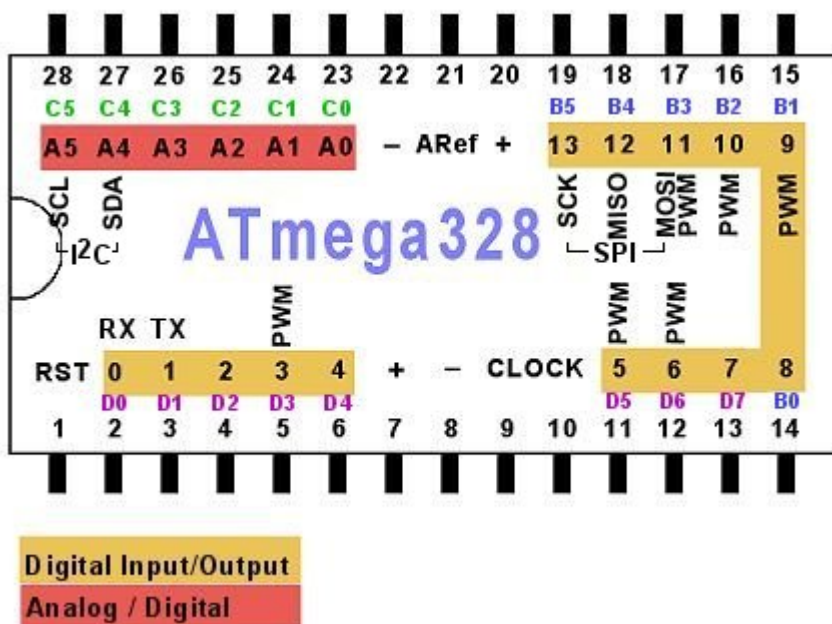 28 27 26 25 24 23 22 21 20 19 18 17 16 15
C5 C4 C3 C2 C1 C0 B5 B4 B3 B2 B1
A5 A4 A3 A2 A1 A0 - ARef + 13 12 11 10 9
SCL SDA SCK MISO MOSI PWM PWM PWM
I2C ATmega328 SPI
RX TX PWM PWM PWM
RST 0 1 2 3 4 + - CLOCK 5 6 7 8
D0 D1 D2 D3 D4 D5 D6 D7 B0
1 2 3 4 5 6 7 8 9 10 11 12 13 14
Digital Input/Output
Analog / Digital